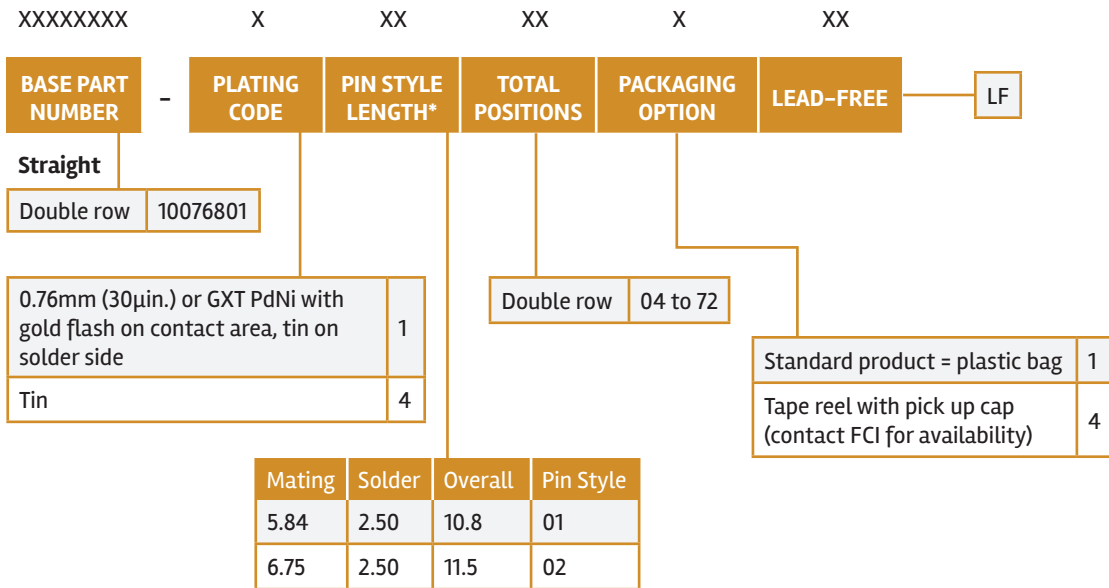 XXXXXXXX X XX XX X XX
BASE PART NUMBER - PLATING CODE PIN STYLE LENGTH* TOTAL POSITIONS PACKAGING OPTION LEAD-FREE LF
Straight
Double row 10076801
0.76mm (30µin.) or GXT PdNi with
gold flash on contact area, tin on
solder side
1
Tin 4
Double row 04 to 72
Standard product = plastic bag 1
Tape reel with pick up cap
(contact FCI for availability)
4
Mating Solder Overall Pin Style
5.84 2.50 10.8 01
6.75 2.50 11.5 02